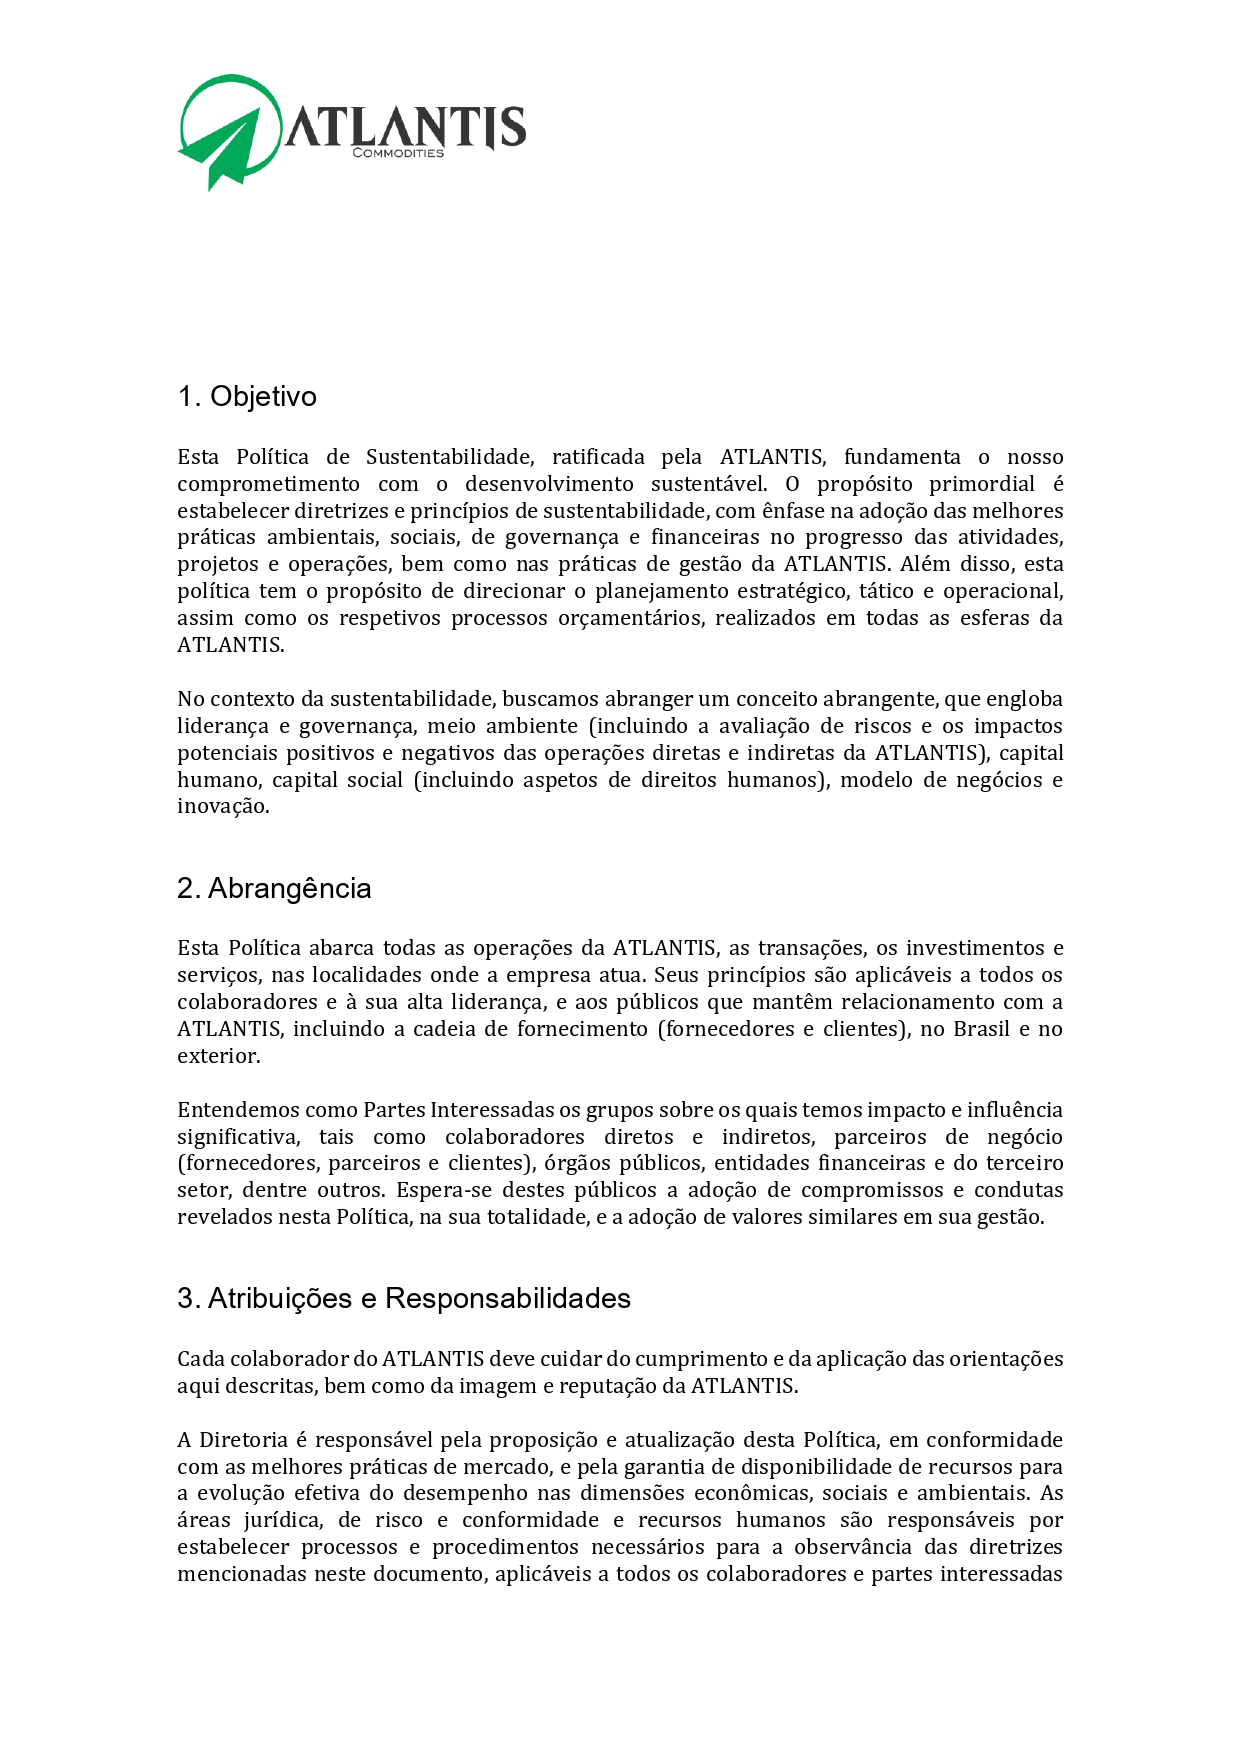 ATLANTIS
COMMODITIES
1. Objetivo
Esta Política de Sustentabilidade, ratificada pela ATLANTIS, fundamenta o nosso
comprometimento com o desenvolvimento sustentável. O propósito primordial é
estabelecer diretrizes e princípios de sustentabilidade, com ênfase na adoção das melhores
práticas ambientais, sociais, de governança e financeiras no progresso das atividades,
projetos e operações, bem como nas práticas de gestão da ATLANTIS. Além disso, esta
política tem o propósito de direcionar o planejamento estratégico, tático e operacional,
assim como os respetivos processos orçamentários, realizados em todas as esferas da
ATLANTIS.
No contexto da sustentabilidade, buscamos abranger um conceito abrangente, que engloba
liderança e governança, meio ambiente (incluindo a avaliação de riscos e os impactos
potenciais positivos e negativos das operações diretas e indiretas da ATLANTIS), capital
humano, capital social (incluindo aspetos de direitos humanos), modelo de negócios e
inovação.
2. Abrangência
Esta Política abarca todas as operações da ATLANTIS, as transações, os investimentos e
serviços, nas localidades onde a empresa atua. Seus princípios são aplicáveis a todos os
colaboradores e à sua alta liderança, e aos públicos que mantêm relacionamento com a
ATLANTIS, incluindo a cadeia de fornecimento (fornecedores e clientes), no Brasil e no
exterior.
Entendemos como Partes Interessadas os grupos sobre os quais temos impacto e influência
significativa, tais como colaboradores diretos e indiretos, parceiros de negócio
(fornecedores, parceiros e clientes), órgãos públicos, entidades financeiras e do terceiro
setor, dentre outros. Espera-se destes públicos a adoção de compromissos e condutas
revelados nesta Política, na sua totalidade, e a adoção de valores similares em sua gestão.
3. Atribuições e Responsabilidades
Cada colaborador do ATLANTIS deve cuidar do cumprimento e da aplicação das orientações
aqui descritas, bem como da imagem e reputação da ATLANTIS.
A Diretoria é responsável pela proposição e atualização desta Política, em conformidade
com as melhores práticas de mercado, e pela garantia de disponibilidade de recursos para
a evolução efetiva do desempenho nas dimensões econômicas, sociais e ambientais. As
áreas jurídica, de risco e conformidade e recursos humanos são responsáveis por
estabelecer processos e procedimentos necessários para a observância das diretrizes
mencionadas neste documento, aplicáveis a todos os colaboradores e partes interessadas